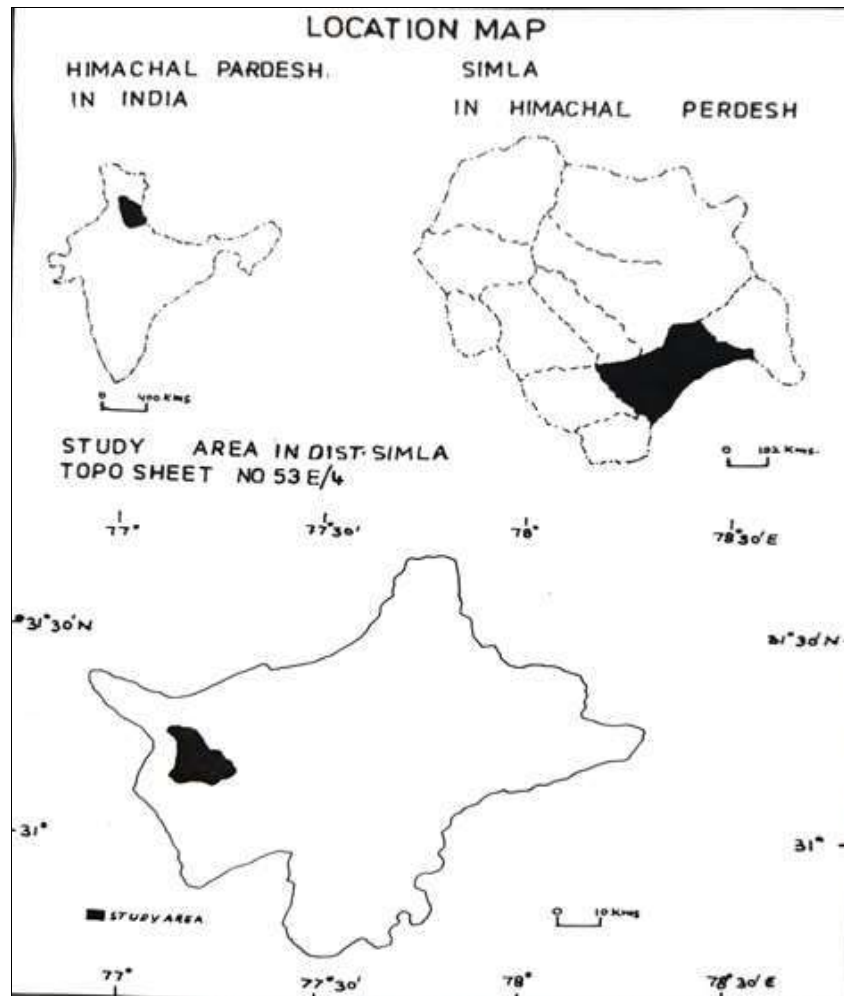 LOCATION MAP
HIMACHAL PARDESH.
IN INDIA
SIMLA
IN HIMACHAL PERDESH
0 400 KMS
0 102 KMS.
STUDY AREA IN DIST. SIMLA
TOPO SHEET NO 53 E/4
77° 77°30' 78° 78°30'E
31°30'N 31°30'N
31° 31°
STUDY AREA
0 10 KMS
77° 77°30' 78° 78°30'E